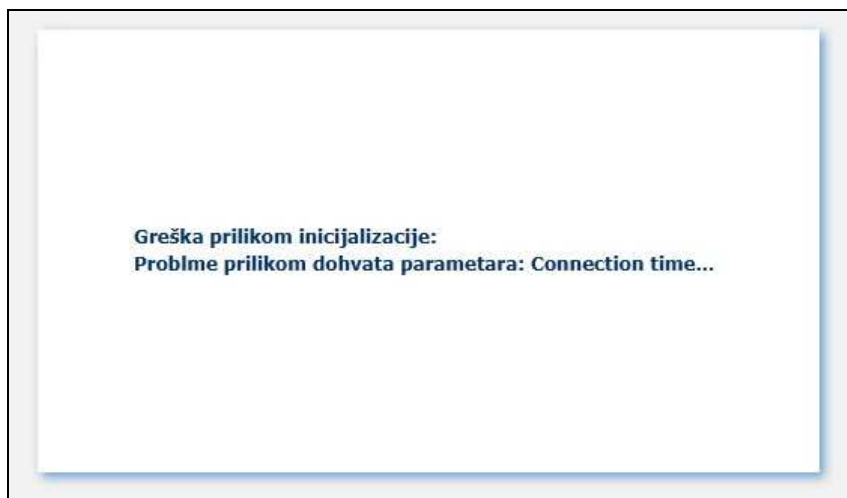 Greška prilikom inicijalizacije:
Problme prilikom dohvata parametara: Connection time...